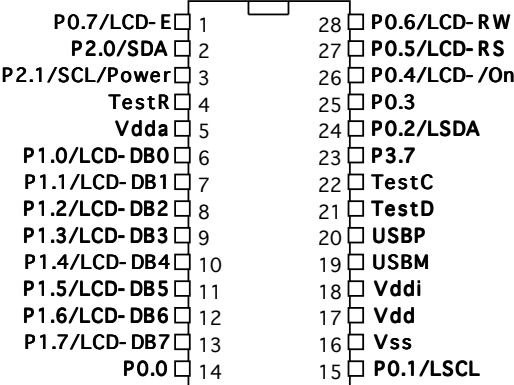 P0.7/LCD-E 1 28 P0.6/LCD-RW
P2.0/SDA 2 27 P0.5/LCD-RS
P2.1/SCL/Power 3 26 P0.4/LCD-/On
TestR 4 25 P0.3
Vdda 5 24 P0.2/LSDA
P1.0/LCD-DB0 6 23 P3.7
P1.1/LCD-DB1 7 22 TestC
P1.2/LCD-DB2 8 21 TestD
P1.3/LCD-DB3 9 20 USBP
P1.4/LCD-DB4 10 19 USBM
P1.5/LCD-DB5 11 18 Vddi
P1.6/LCD-DB6 12 17 Vdd
P1.7/LCD-DB7 13 16 Vss
P0.0 14 15 P0.1/LSCL